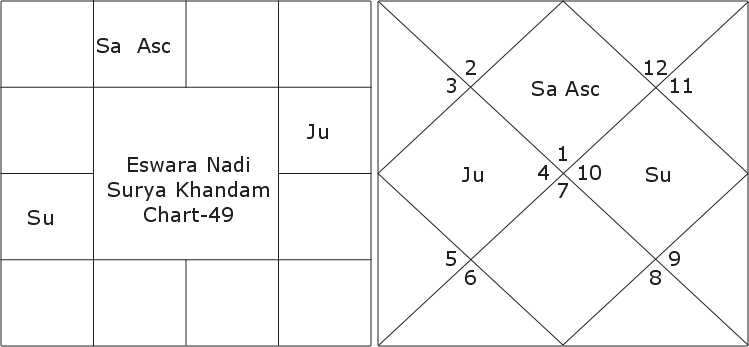 Sa Asc
Ju
Eswara Nadi
Surya Khandam
Chart-49
Su
2
12
3
11
Sa Asc
1
Ju
4
10
Su
7
5
9
6
8